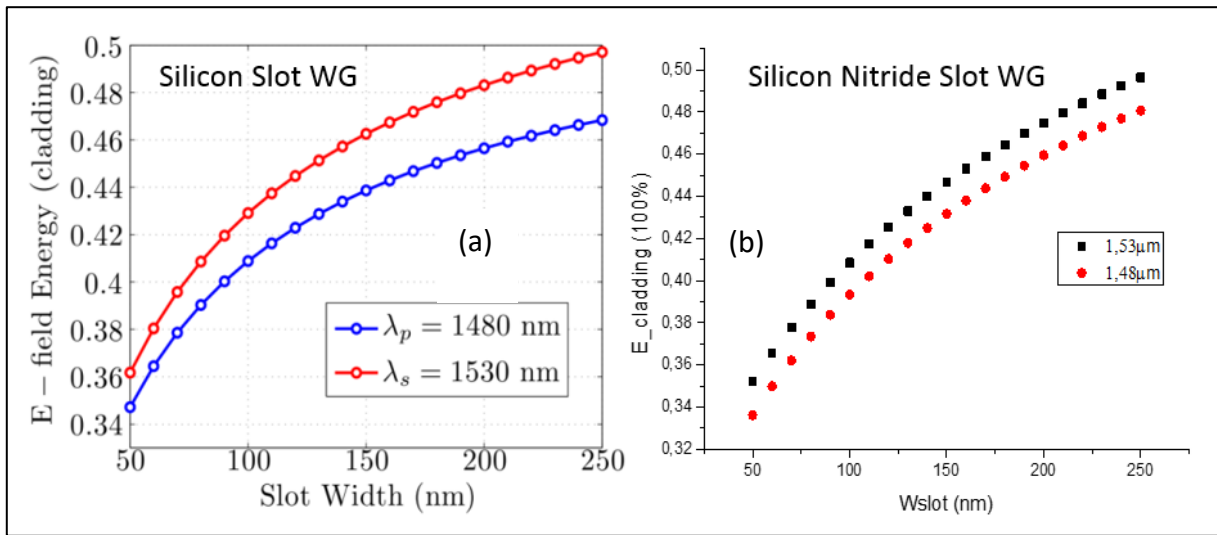 Silicon Slot WG
E − field Energy (cladding)
0.5
0.48
0.46
0.44
0.42
0.4
0.38
0.36
0.34
(a)
λp = 1480 nm
λs = 1530 nm
50 100 150 200 250
Slot Width (nm)
Silicon Nitride Slot WG
E_cladding (100%)
0,50
0,48
0,46
0,44
0,42
0,40
0,38
0,36
0,34
0,32
(b)
1,53µm
1,48µm
50 100 150 200 250
Wslot (nm)